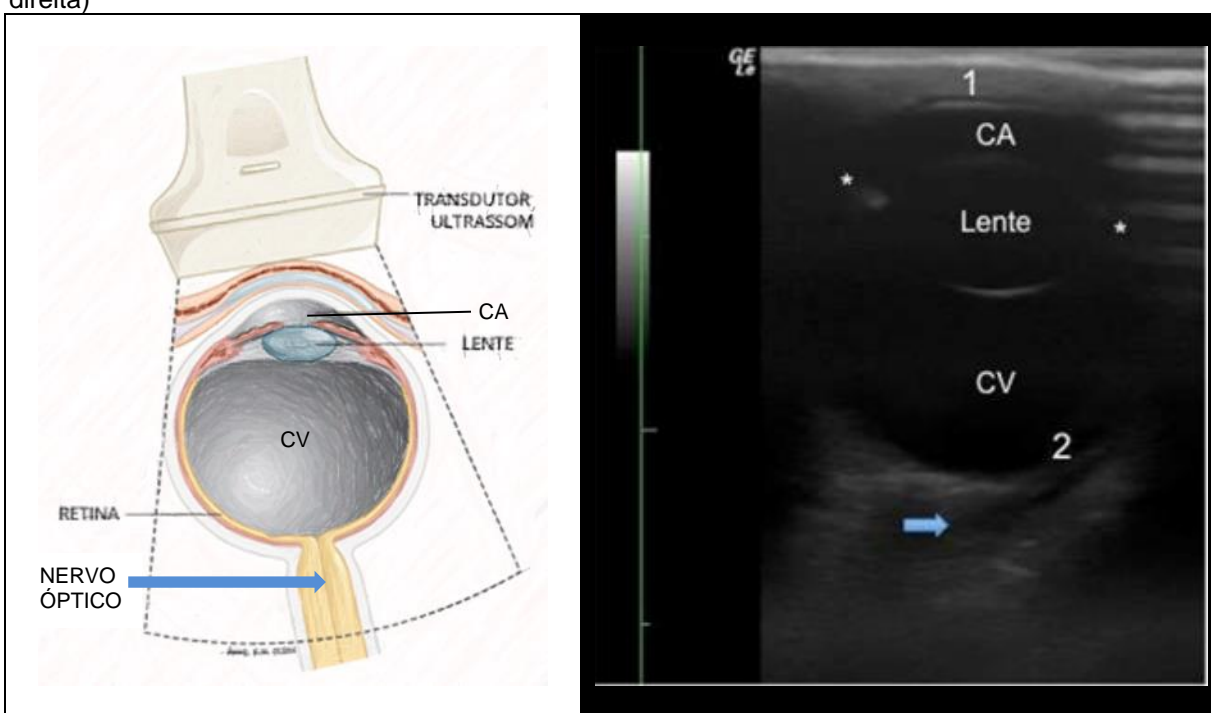 direita)
TRANSDUTOR
ULTRASSOM
CA
LENTE
CV
RETINA
NERVO
ÓPTICO
GE
1
CA
*
Lente
*
CV
2